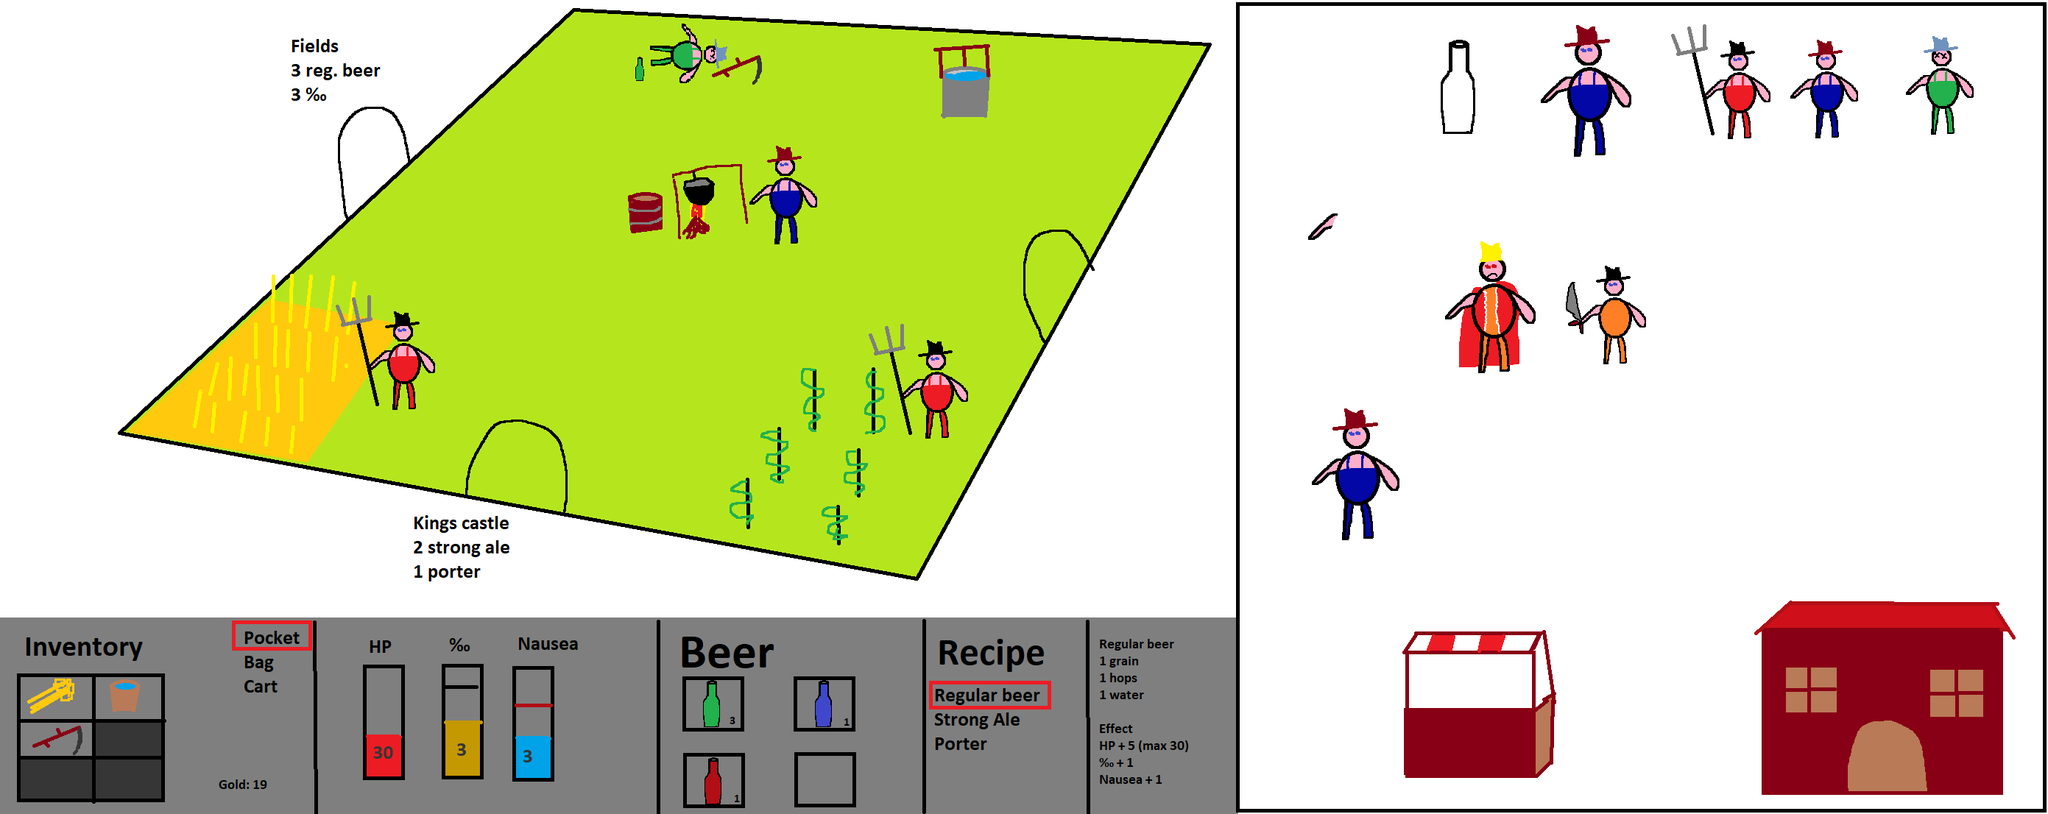 Fields
3 reg. beer
3 ‰
Kings castle
2 strong ale
1 porter
Inventory
Pocket
Bag
Cart
Gold: 19
HP
‰
Nausea
30
3
3
Beer
3
1
1
Recipe
Regular beer
Strong Ale
Porter
Regular beer
1 grain
1 hops
1 water
Effect
HP + 5 (max 30)
‰ + 1
Nausea + 1